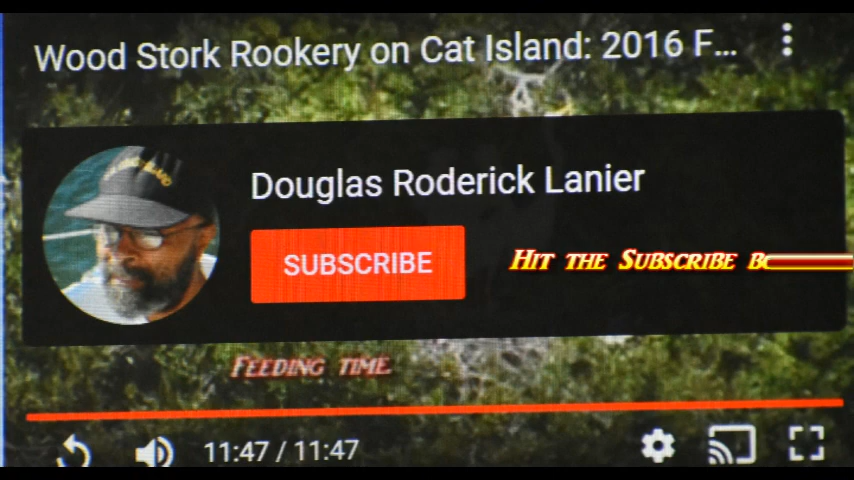 Wood Stork Rookery on Cat Island: 2016 F...
Douglas Roderick Lanier
SUBSCRIBE
Hit the Subscribe
Feeding time
11:47 / 11:47